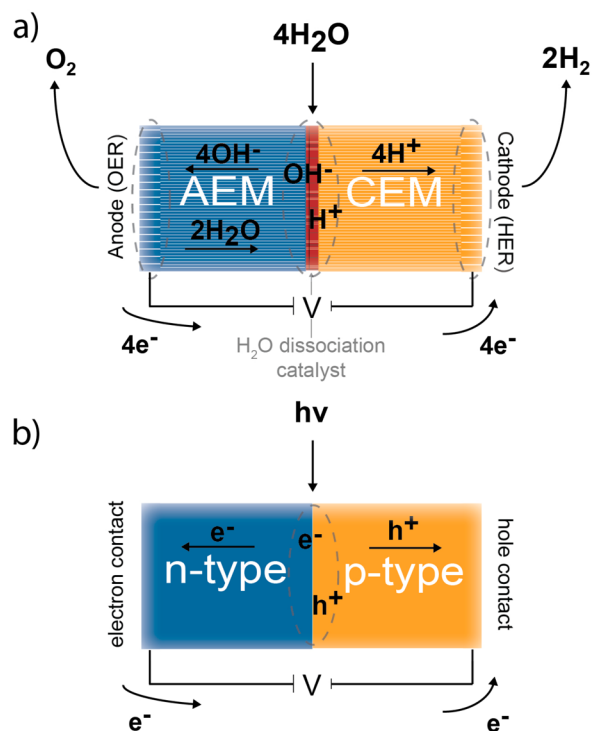 a)
4H₂O
O₂
2H₂
Anode (OER)
4OH-
AEM
2H₂O
OH-
H+
4H+
CEM
Cathode (HER)
V
4e-
4e-
H₂O dissociation
catalyst
b)
hν
electron contact
e-
n-type
e-
h+
h+
p-type
hole contact
V
e-
e-